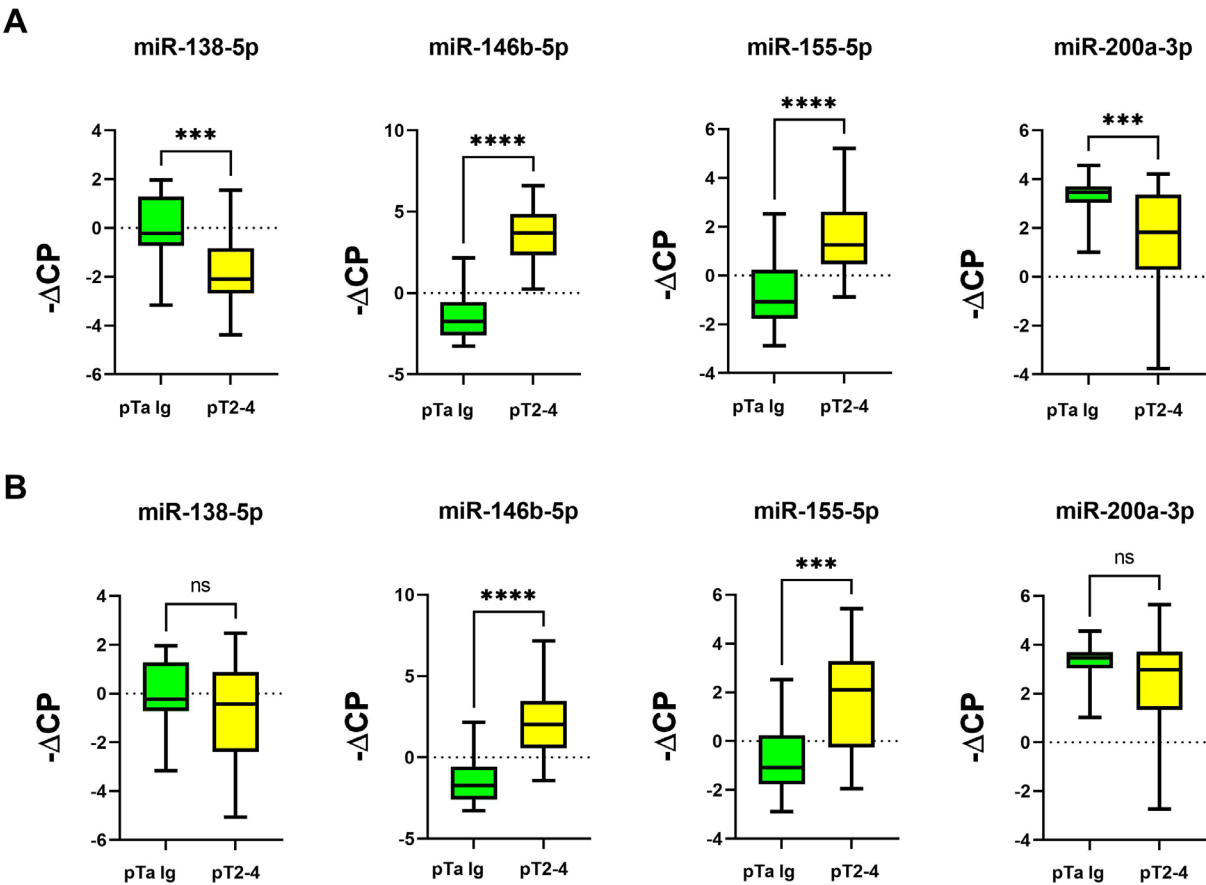 A
miR-138-5p miR-146b-5p miR-155-5p miR-200a-3p
*** **** **** ***
-ΔCP 4 2 0 -2 -4 -6
pTa lg pT2-4
-ΔCP 10 5 0 -5
pTa lg pT2-4
-ΔCP 6 4 2 0 -2 -4
pTa lg pT2-4
-ΔCP 6 4 2 0 -2 -4
pTa lg pT2-4
B
miR-138-5p miR-146b-5p miR-155-5p miR-200a-3p
ns **** *** ns
-ΔCP 4 2 0 -2 -4 -6
pTa lg pT2-4
-ΔCP 10 5 0 -5
pTa lg pT2-4
-ΔCP 6 4 2 0 -2 -4
pTa lg pT2-4
-ΔCP 6 4 2 0 -2 -4
pTa lg pT2-4